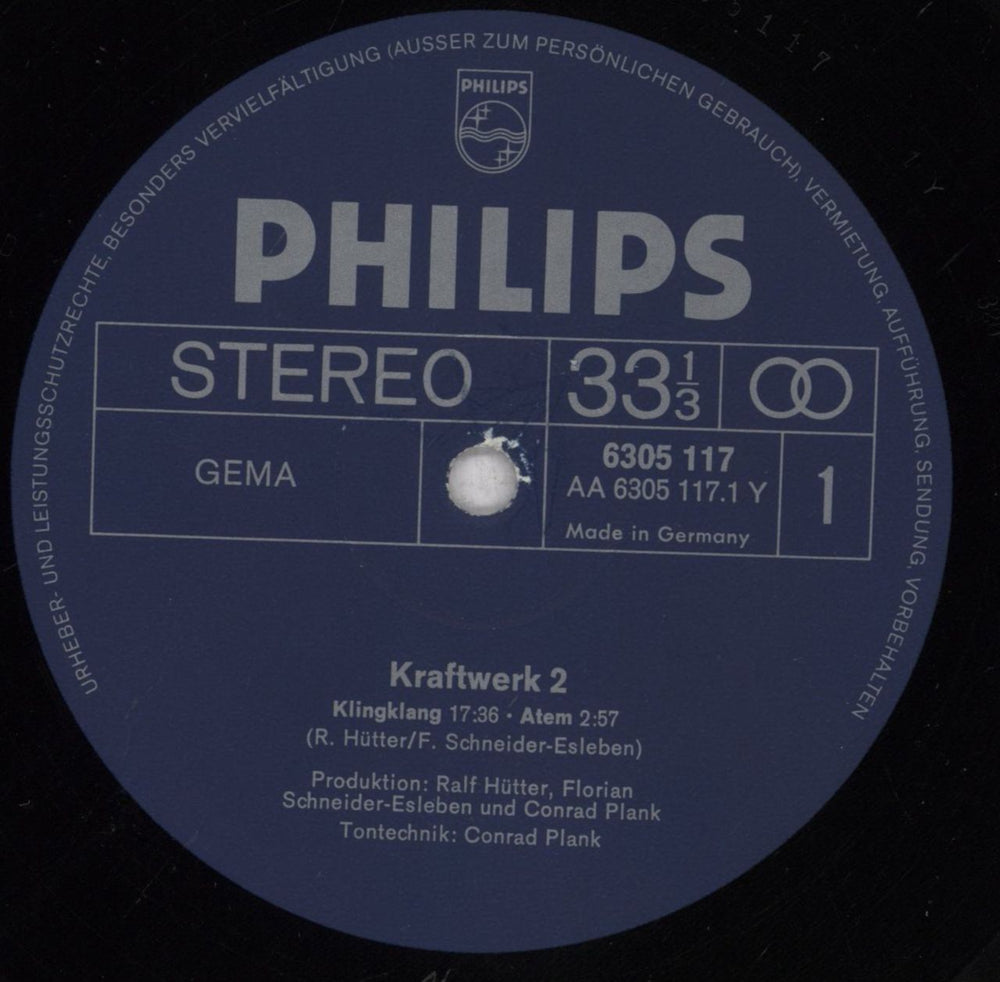 URHEBER- UND LEISTUNGSSCHUTZRECHTE, BESONDERS VERVIELFÄLTIGUNG (AUSSER ZUM PERSÖNLICHEN GEBRAUCH), VERMIETUNG, AUFFÜHRUNG, SENDUNG, VORBEHALTEN
PHILIPS
PHILIPS
STEREO 33 1/3
GEMA
6305 117
AA 6305 117.1 Y
Made in Germany
1
Kraftwerk 2
Klingklang 17:36 · Atem 2:57
(R. Hütter/F. Schneider-Esleben)
Produktion: Ralf Hütter, Florian
Schneider-Esleben und Conrad Plank
Tontechnik: Conrad Plank